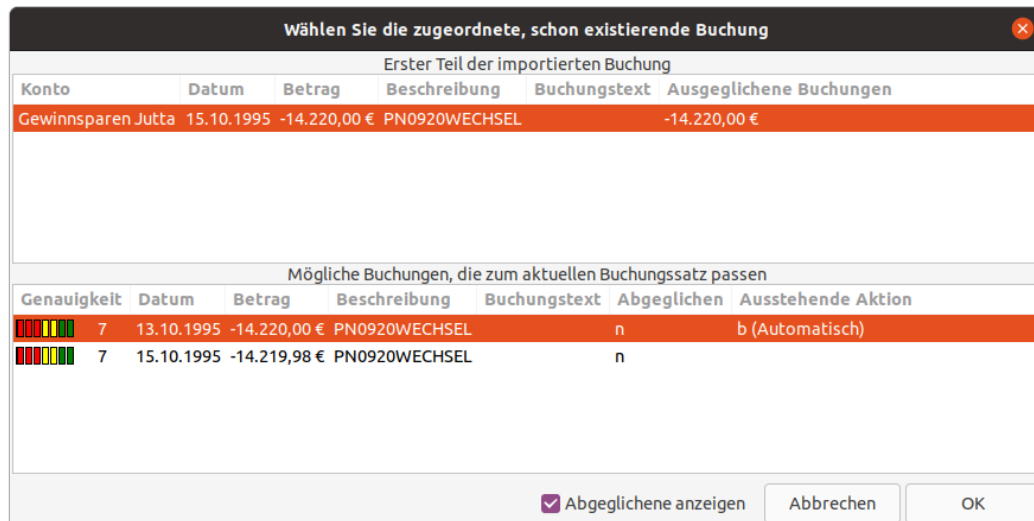 Wählen Sie die zugeordnete, schon existierende Buchung
Erster Teil der importierten Buchung
Konto Datum Betrag Beschreibung Buchungstext Ausgeglichene Buchungen
Gewinnsparen Jutta 15.10.1995 -14.220,00 € PN0920WECHSEL -14.220,00 €
Mögliche Buchungen, die zum aktuellen Buchungssatz passen
Genauigkeit Datum Betrag Beschreibung Buchungstext Abgeglichen Ausstehende Aktion
7 13.10.1995 -14.220,00 € PN0920WECHSEL n b (Automatisch)
7 15.10.1995 -14.219,98 € PN0920WECHSEL n
Abgeglichene anzeigen Abbrechen OK